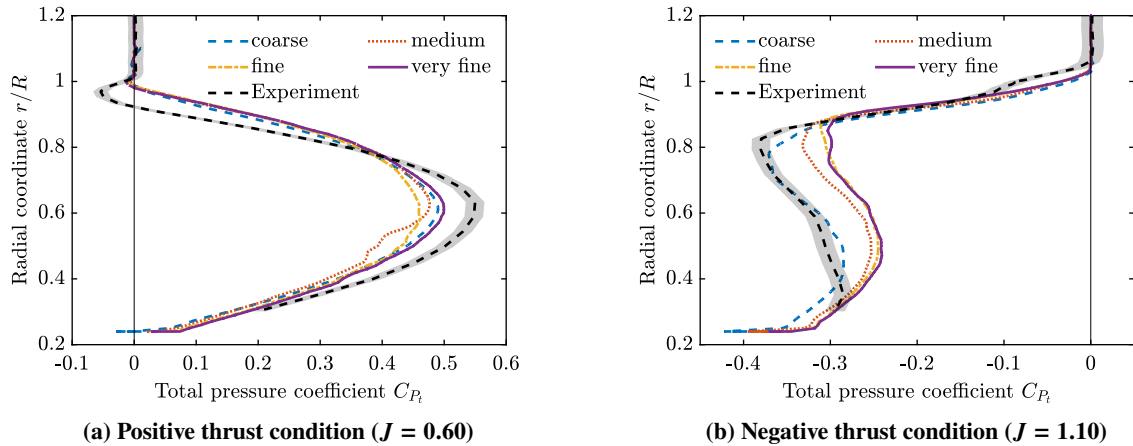 1.2
1
0.8
0.6
0.4
0.2
Radial coordinate r/R
coarse
medium
fine
very fine
Experiment
-0.1
0
0.1
0.2
0.3
0.4
0.5
0.6
Total pressure coefficient C_{P_t}
(a) Positive thrust condition (J = 0.60)
1.2
1
0.8
0.6
0.4
0.2
Radial coordinate r/R
coarse
medium
fine
very fine
Experiment
-0.4
-0.3
-0.2
-0.1
0
Total pressure coefficient C_{P_t}
(b) Negative thrust condition (J = 1.10)